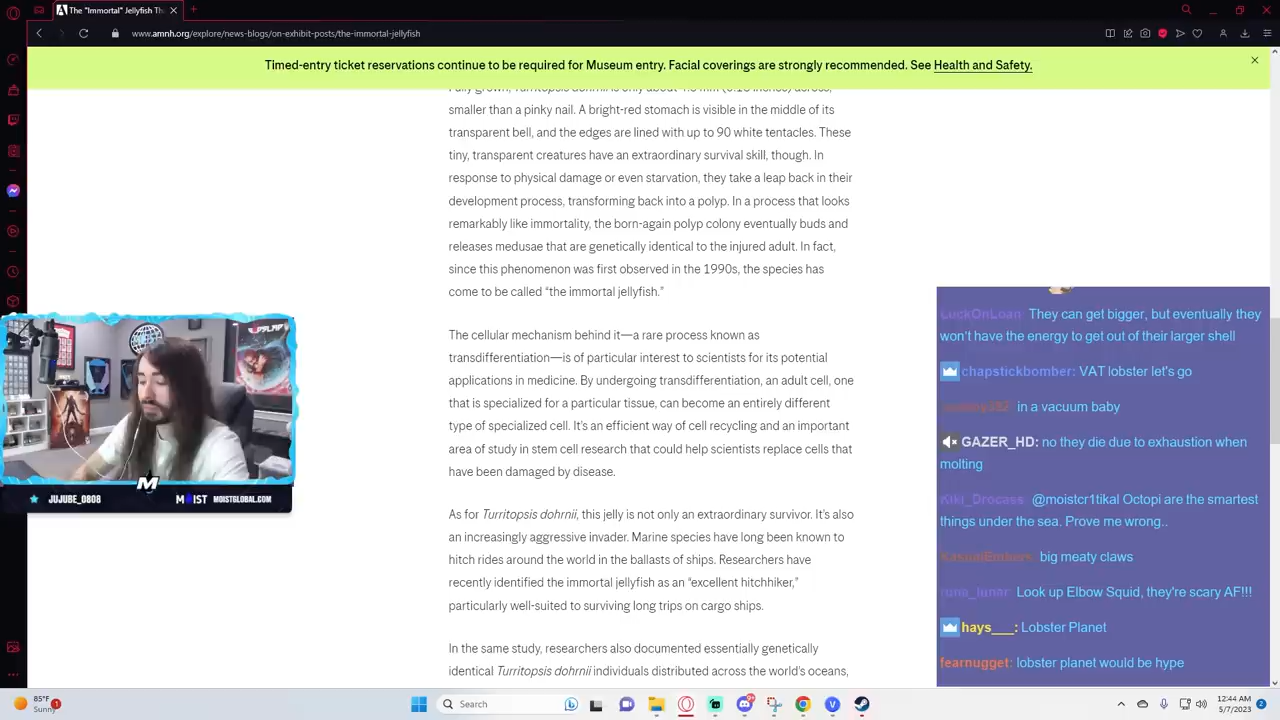 The "Immortal" Jellyfish Th
www.amnh.org/explore/news-blogs/on-exhibit-posts/the-immortal-jellyfish
Timed-entry ticket reservations continue to be required for Museum entry. Facial coverings are strongly recommended. See Health and Safety.
smaller than a pinky nail. A bright-red stomach is visible in the middle of its
transparent bell, and the edges are lined with up to 90 white tentacles. These
tiny, transparent creatures have an extraordinary survival skill, though. In
response to physical damage or even starvation, they take a leap back in their
development process, transforming back into a polyp. In a process that looks
remarkably like immortality, the born-again polyp colony eventually buds and
releases medusae that are genetically identical to the injured adult. In fact,
since this phenomenon was first observed in the 1990s, the species has
come to be called “the immortal jellyfish.”
The cellular mechanism behind it—a rare process known as
transdifferentiation—is of particular interest to scientists for its potential
applications in medicine. By undergoing transdifferentiation, an adult cell, one
that is specialized for a particular tissue, can become an entirely different
type of specialized cell. It’s an efficient way of cell recycling and an important
area of study in stem cell research that could help scientists replace cells that
have been damaged by disease.
As for Turritopsis dohrnii, this jelly is not only an extraordinary survivor. It’s also
an increasingly aggressive invader. Marine species have long been known to
hitch rides around the world in the ballasts of ships. Researchers have
recently identified the immortal jellyfish as an “excellent hitchhiker,”
particularly well-suited to surviving long trips on cargo ships.
In the same study, researchers also documented essentially genetically
identical Turritopsis dohrnii individuals distributed across the world’s oceans,
LuckOnLoan: They can get bigger, but eventually they
won't have the energy to get out of their larger shell
chapstickbomber: VAT lobster let's go
in a vacuum baby
GAZER_HD: no they die due to exhaustion when
molting
Kiki_Drocass: @moistcr1tikal Octopi are the smartest
things under the sea. Prove me wrong..
KasualEmbers: big meaty claws
luna_lunar: Look up Elbow Squid, they're scary AF!!!
hays___: Lobster Planet
fearnugget: lobster planet would be hype
JUJUBE_0808
MOIST MOISTGLOBAL.COM
85°F
Sunny
Search
12:44 AM
5/7/2023